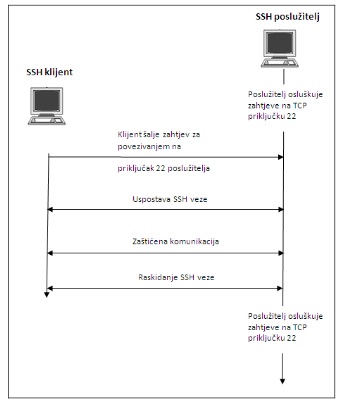 SSH poslužitelj
SSH klijent
Poslužitelj osluškuje
zahtjeve na TCP
priključku 22
Klijent šalje zahtjev za
povezivanjem na
priključak 22 poslužitelja
Uspostava SSH veze
Zaštićena komunikacija
Raskidanje SSH veze
Poslužitelj osluškuje
zahtjeve na TCP
priključku 22